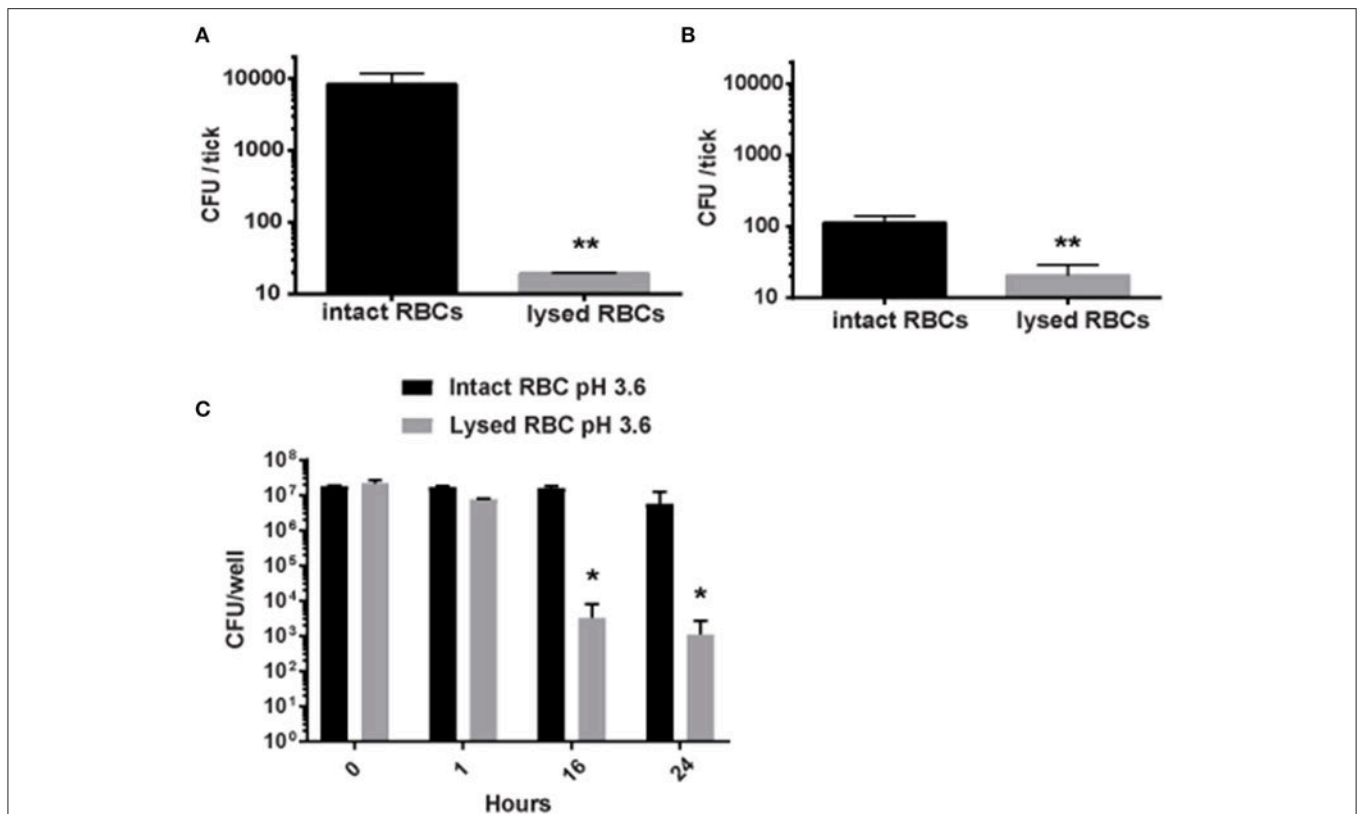 A
CFU /tick
10000
1000
100
10
**
intact RBCs
lysed RBCs
B
CFU /tick
10000
1000
100
10
**
intact RBCs
lysed RBCs
C
Intact RBC pH 3.6
Lysed RBC pH 3.6
CFU/well
10⁸
10⁷
10⁶
10⁵
10⁴
10³
10²
10¹
10⁰
*
*
0
1
16
24
Hours